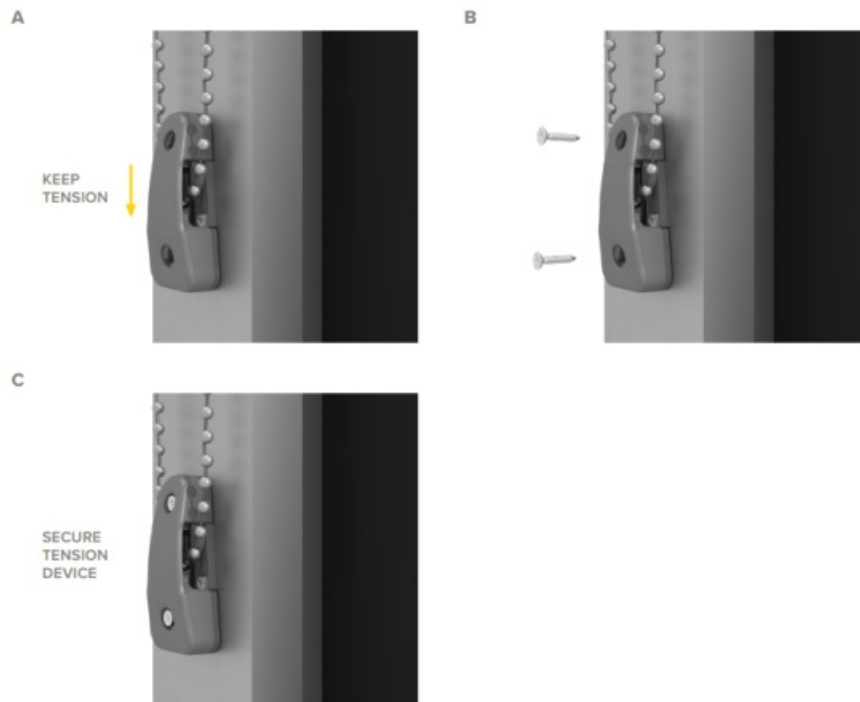 A
B
KEEP
TENSION
C
SECURE
TENSION
DEVICE